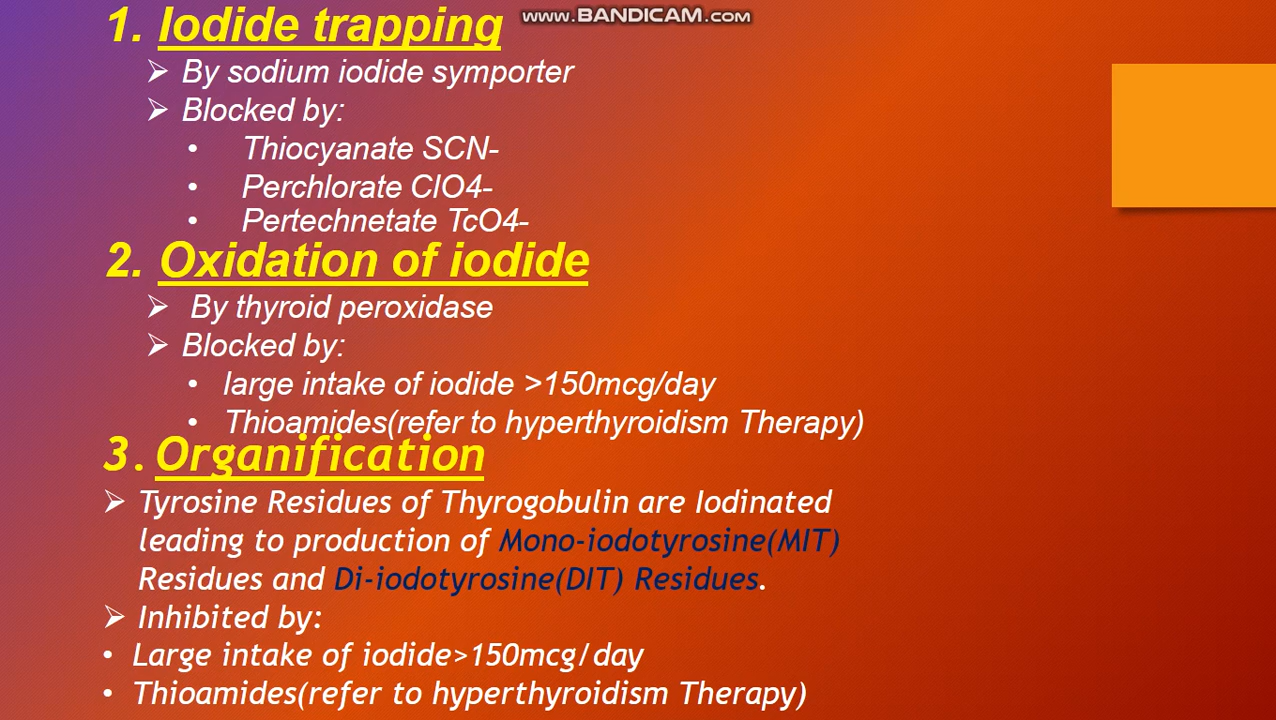 www.BANDICAM.com
1. Iodide trapping
➢ By sodium iodide symporter
➢ Blocked by:
• Thiocyanate SCN-
• Perchlorate ClO4-
• Pertechnetate TcO4-
2. Oxidation of iodide
➢ By thyroid peroxidase
➢ Blocked by:
• large intake of iodide >150mcg/day
• Thioamides(refer to hyperthyroidism Therapy)
3. Organification
➢ Tyrosine Residues of Thyrogobulin are Iodinated
leading to production of Mono-iodotyrosine(MIT)
Residues and Di-iodotyrosine(DIT) Residues.
➢ Inhibited by:
• Large intake of iodide>150mcg/day
• Thioamides(refer to hyperthyroidism Therapy)